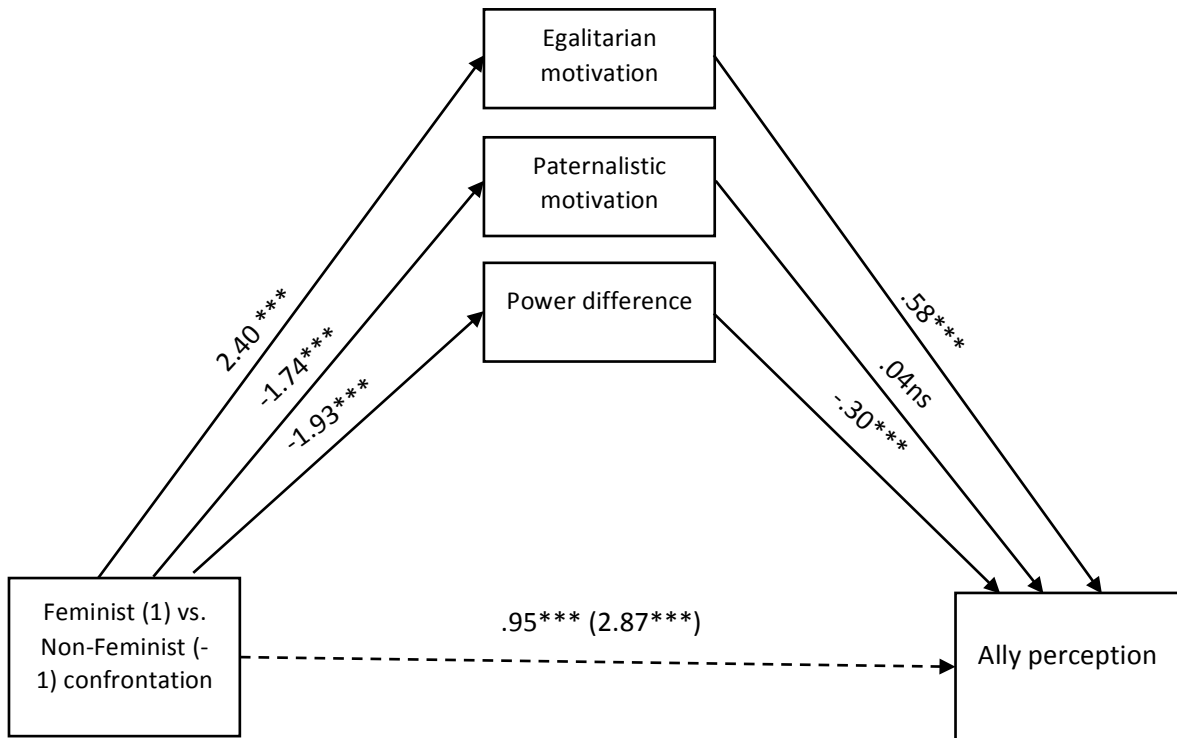 Egalitarian
motivation
Paternalistic
motivation
Power difference
2.40 ***
-1.74***
-1.93***
.58***
.04ns
-.30***
Feminist (1) vs.
Non-Feminist (-
1) confrontation
.95*** (2.87***)
Ally perception